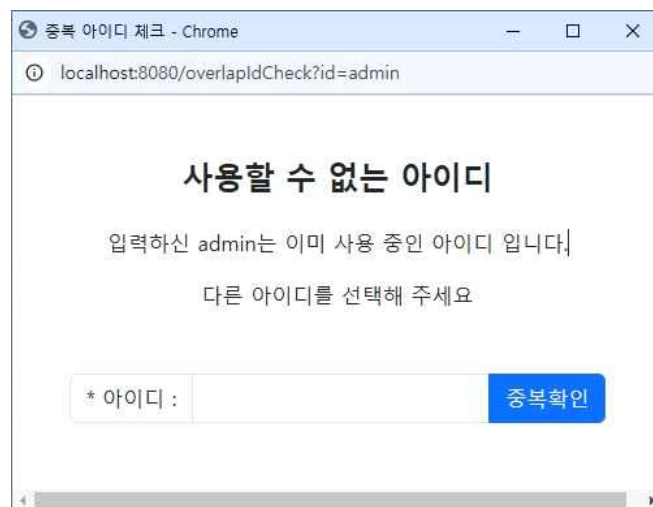 중복 아이디 체크 - Chrome
localhost:8080/overlapIdCheck?id=admin
사용할 수 없는 아이디
입력하신 admin는 이미 사용 중인 아이디 입니다.
다른 아이디를 선택해 주세요
* 아이디 : 중복확인